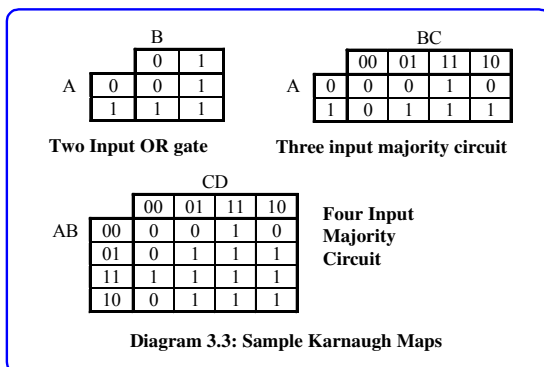 B
0 1
A 0 0 1
1 1 1
Two Input OR gate
BC
00 01 11 10
A 0 0 0 1 0
1 0 1 1 1
Three input majority circuit
CD
00 01 11 10
AB 00 0 0 1 0
01 0 1 1 1
11 1 1 1 1
10 0 1 1 1
Four Input
Majority
Circuit
Diagram 3.3: Sample Karnaugh Maps